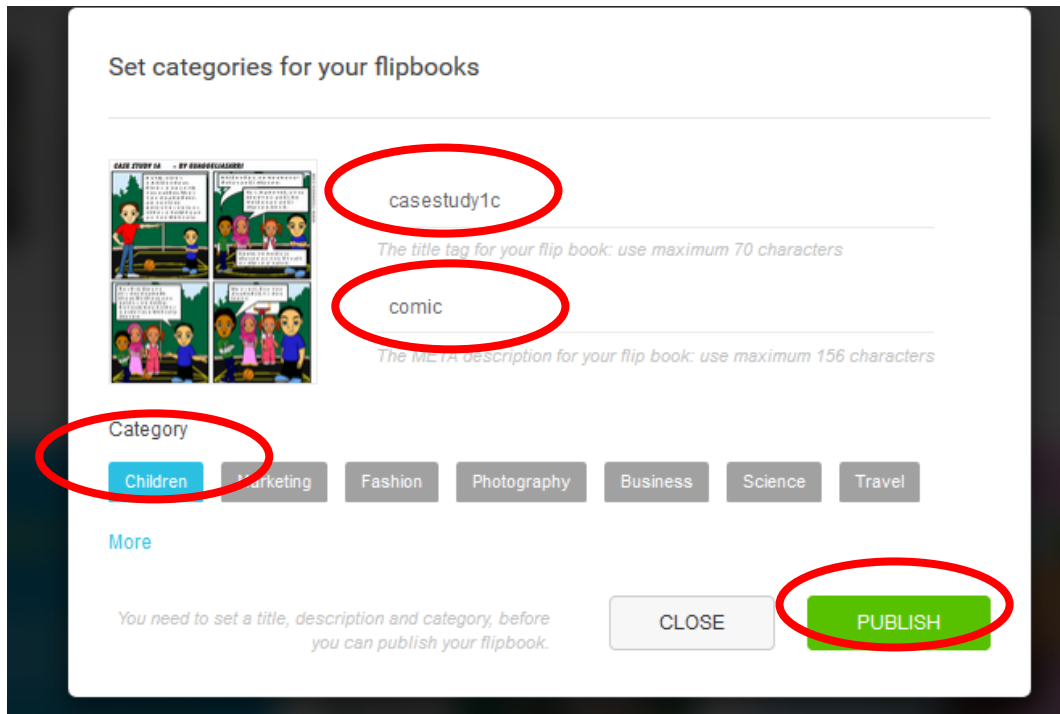 Set categories for your flipbooks
CASE STUDY 1A
casestudy1c
The title tag for your flip book: use maximum 70 characters
comic
The META description for your flip book: use maximum 156 characters
Category
Children Marketing Fashion Photography Business Science Travel
More
You need to set a title, description and category, before
you can publish your flipbook.
CLOSE PUBLISH